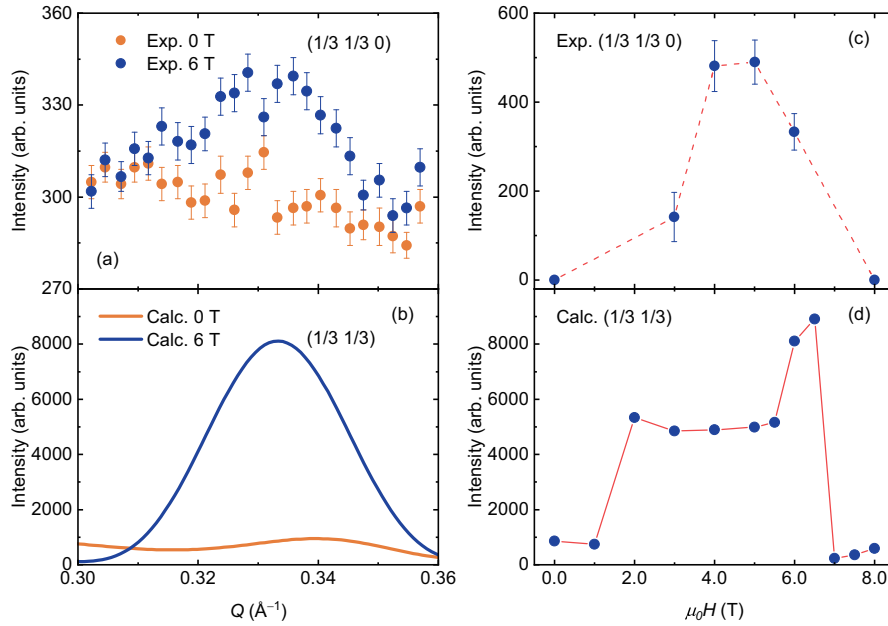 360
330
300
270
Intensity (arb. units)
Exp. 0 T
Exp. 6 T
(1/3 1/3 0)
(a)
600
400
200
0
Intensity (arb. units)
Exp. (1/3 1/3 0)
(c)
8000
6000
4000
2000
0
Intensity (arb. units)
Calc. 0 T
Calc. 6 T
(b)
(1/3 1/3)
0.30 0.32 0.34 0.36
Q (Å⁻¹)
8000
6000
4000
2000
0
Intensity (arb. units)
Calc. (1/3 1/3)
(d)
0.0 2.0 4.0 6.0 8.0
μ₀H (T)